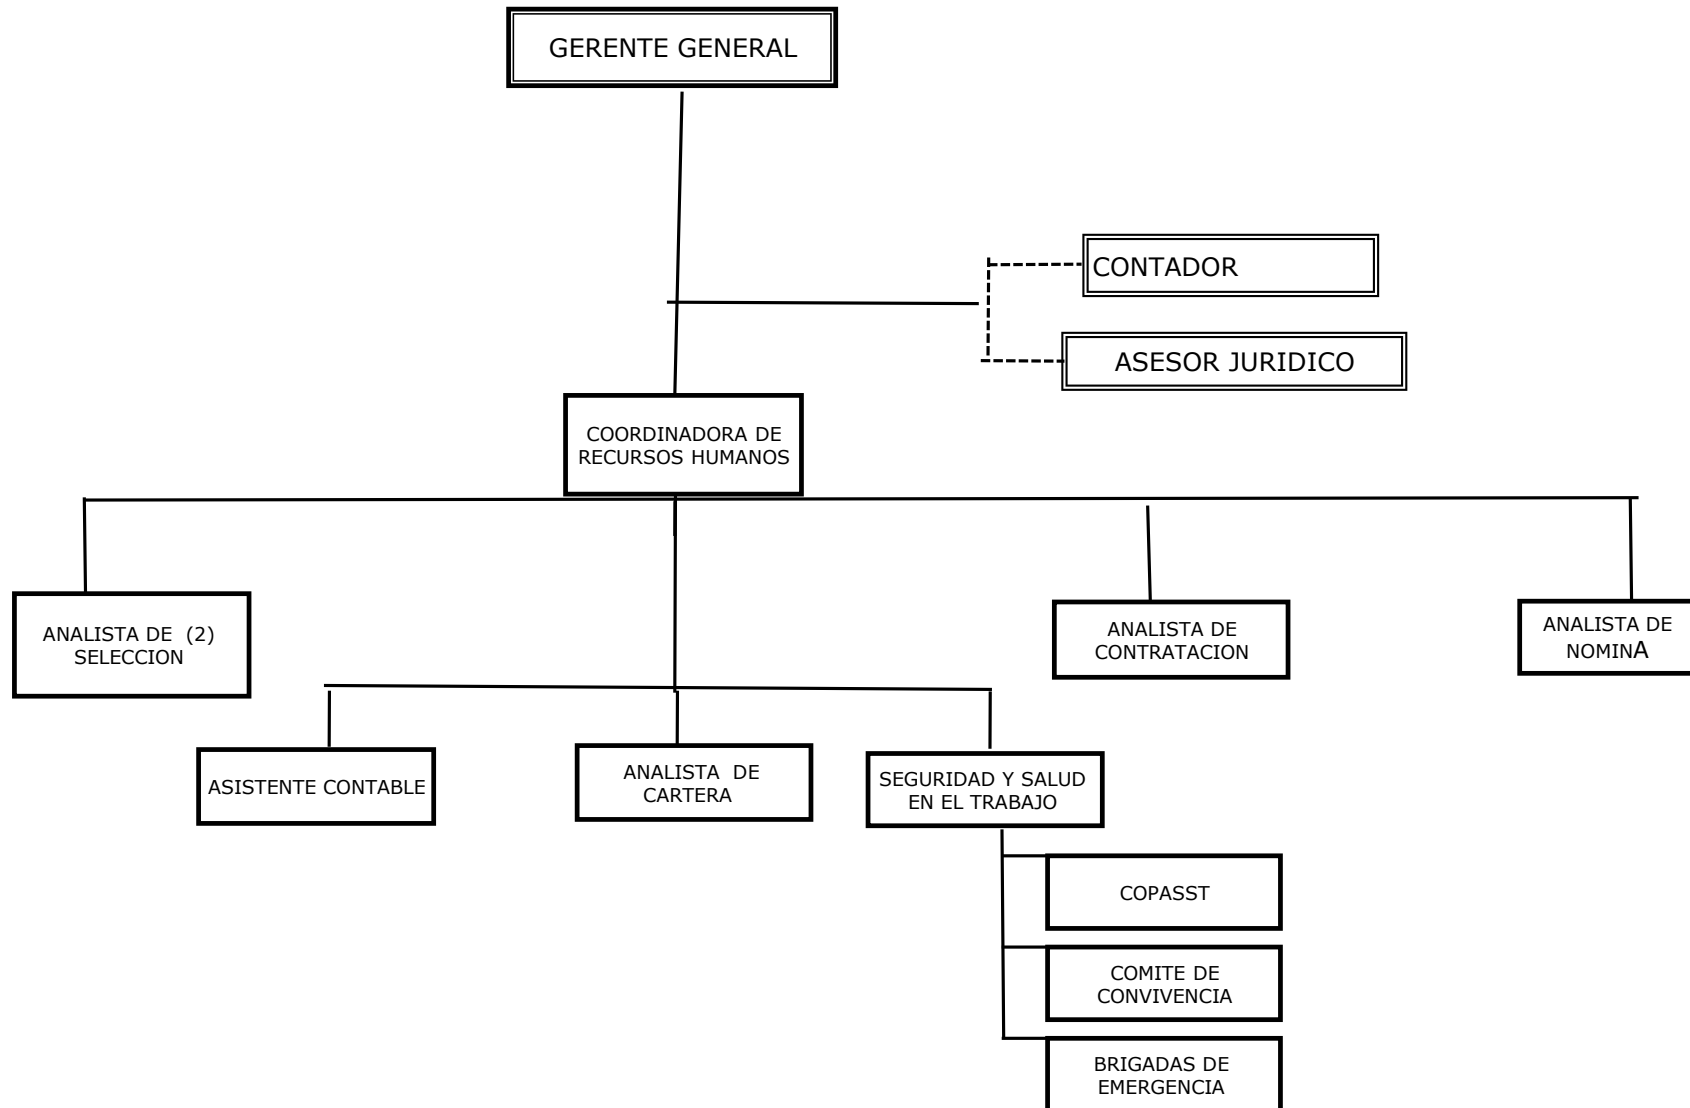 GERENTE GENERAL
CONTADOR
ASESOR JURIDICO
COORDINADORA DE
RECURSOS HUMANOS
ANALISTA DE  (2)
SELECCION
ANALISTA DE
CONTRATACION
ANALISTA DE
NOMINA
ASISTENTE CONTABLE
ANALISTA  DE
CARTERA
SEGURIDAD Y SALUD
EN EL TRABAJO
COPASST
COMITE DE
CONVIVENCIA
BRIGADAS DE
EMERGENCIA